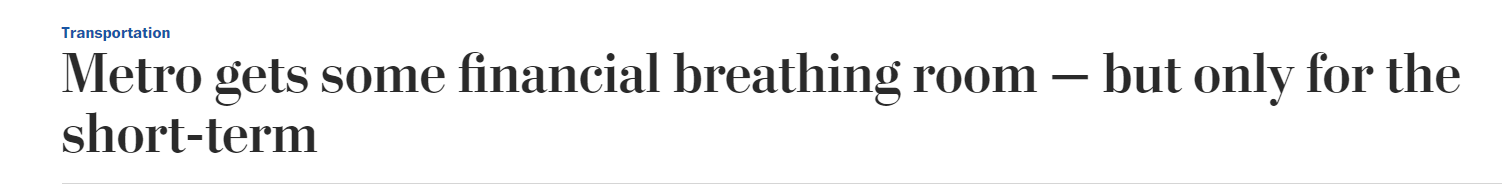 Transportation
Metro gets some financial breathing room — but only for the
short-term